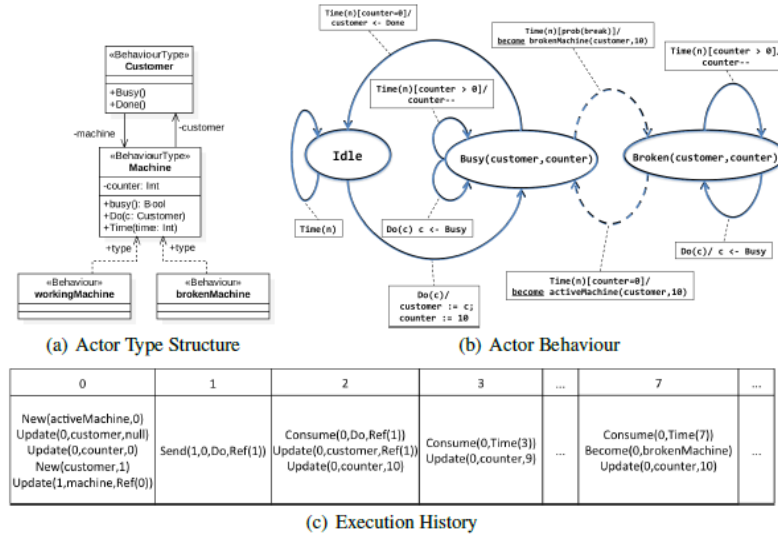 «BehaviourType»
Customer
+Busy()
+Done()
-machine
-customer
«BehaviourType»
Machine
-counter: Int
+busy(): Bool
+Do(c: Customer)
+Time(time: Int)
+type
+type
«Behaviour»
workingMachine
«Behaviour»
brokenMachine
(a) Actor Type Structure
Time(n)[counter=0]/
customer <- Done
Time(n)[prob(break)]/
become brokenMachine(customer,10)
Time(n)[counter > 0]/
counter--
Time(n)[counter > 0]/
counter--
Idle
Busy(customer,counter)
Broken(customer,counter)
Time(n)
Do(c) c <- Busy
Do(c)/ c <- Busy
Do(c)/
customer := c;
counter := 10
Time(n)[counter=0]/
become activeMachine(customer,10)
(b) Actor Behaviour
0
1
2
3
...
7
...
New(activeMachine,0)
Update(0,customer,null)
Update(0,counter,0)
New(customer,1)
Update(1,machine,Ref(0))
Send(1,0,Do,Ref(1))
Consume(0,Do,Ref(1))
Update(0,customer,Ref(1))
Update(0,counter,10)
Consume(0,Time(3))
Update(0,counter,9)
...
Consume(0,Time(7))
Become(0,brokenMachine)
Update(0,counter,10)
...
(c) Execution History